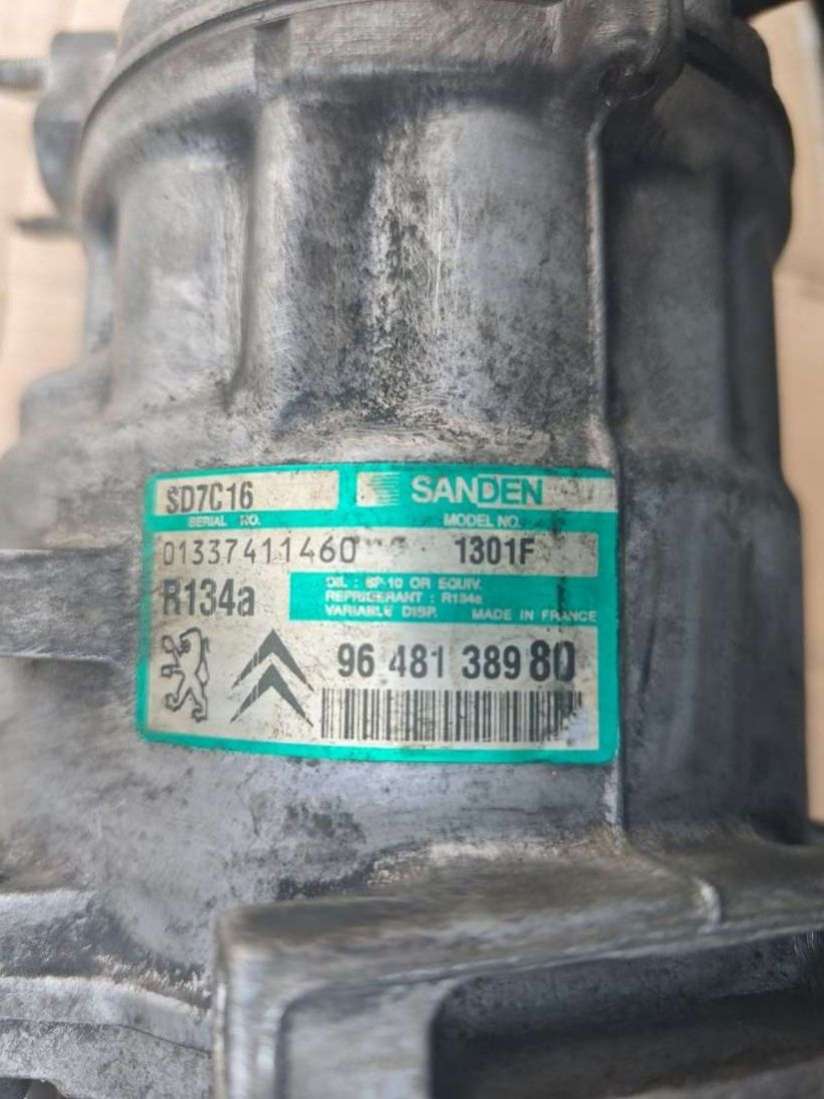 SD7C16 SANDEN
SERIAL NO. MODEL NO.
01337411460 1301F
R134a
OIL : SP-10 OR EQUIV.
REFRIGERANT : R134a
VARIABLE DISP. MADE IN FRANCE
96 481 389 80